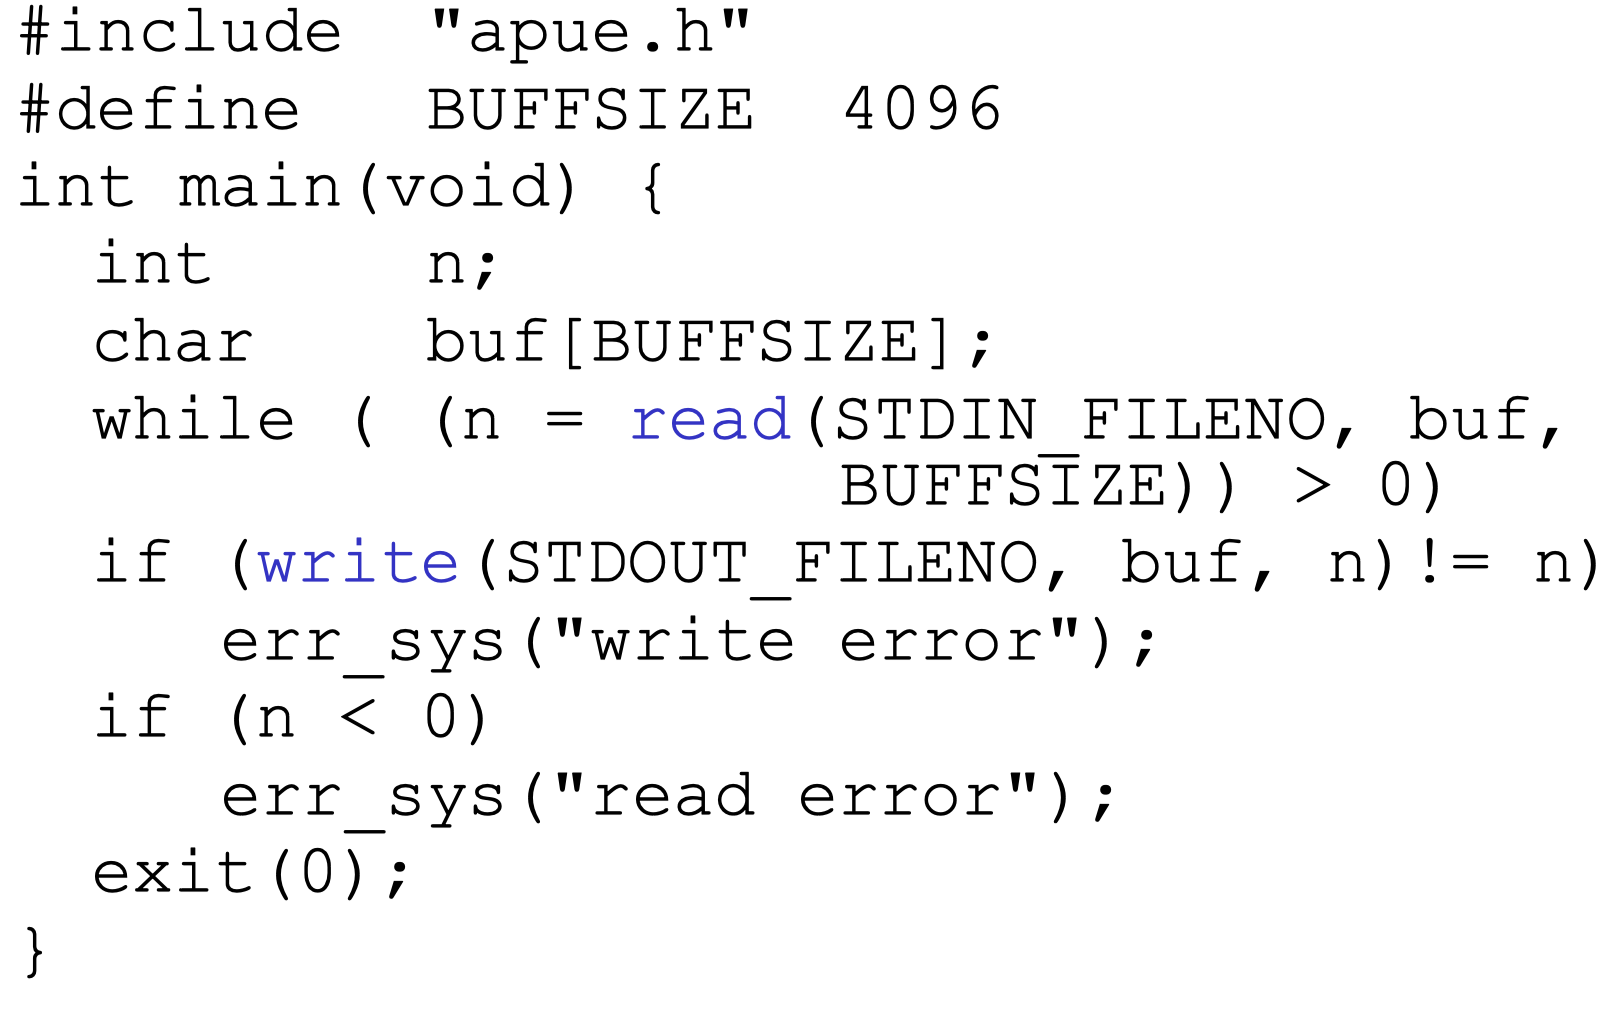 #include  "apue.h"
#define   BUFFSIZE  4096
int main(void) {
  int     n;
  char    buf[BUFFSIZE];
  while ( (n = read(STDIN_FILENO, buf,
                    BUFFSIZE)) > 0)
  if (write(STDOUT_FILENO, buf, n)!= n)
     err_sys("write error");
  if (n < 0)
     err_sys("read error");
  exit(0);
}